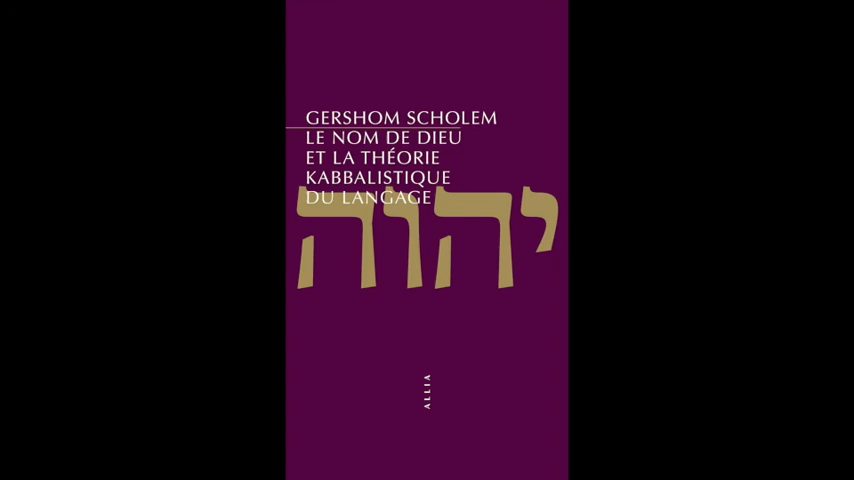 GERSHOM SCHOLEM
LE NOM DE DIEU
ET LA THÉORIE
KABBALISTIQUE
DU LANGAGE
יהוה
ALLIA